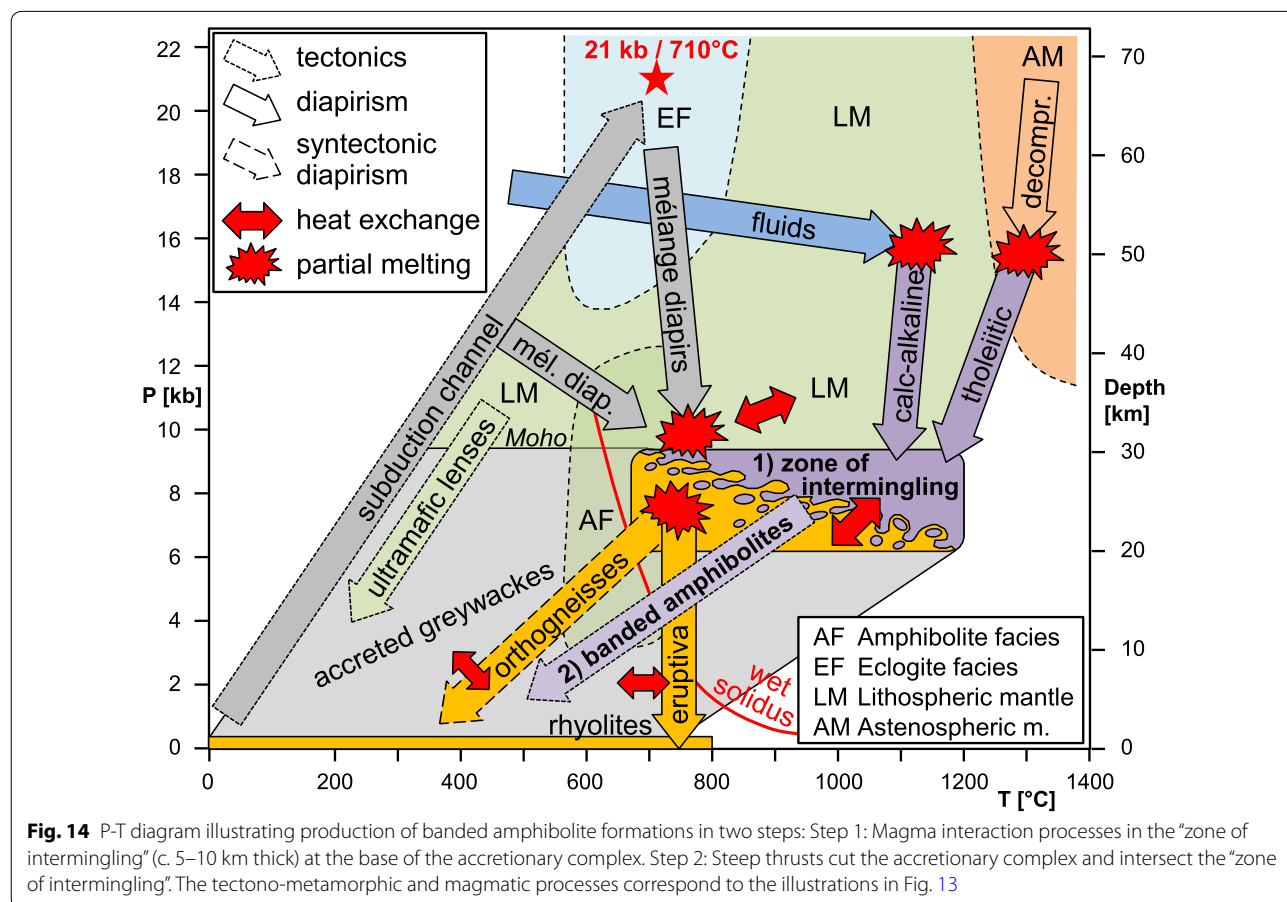 tectonics
diapirism
syntectonic
diapirism
heat exchange
partial melting
21 kb / 710°C
EF
LM
AM
decompr.
fluids
mélange diapirs
mél. diap.
subduction channel
LM
LM
calc-alkaline
tholeiitic
Moho
1) zone of
intermingling
AF
ultramafic lenses
accreted greywackes
orthogneisses
2) banded amphibolites
eruptiva
rhyolites
wet
solidus
AF Amphibolite facies
EF Eclogite facies
LM Lithospheric mantle
AM Astenospheric m.
P [kb]
22
20
18
16
14
12
10
8
6
4
2
0
Depth
[km]
70
60
50
40
30
20
10
0
0 200 400 600 800 1000 1200 1400
T [°C]
Fig. 14 P-T diagram illustrating production of banded amphibolite formations in two steps: Step 1: Magma interaction processes in the “zone of
intermingling” (c. 5–10 km thick) at the base of the accretionary complex. Step 2: Steep thrusts cut the accretionary complex and intersect the “zone
of intermingling”. The tectono-metamorphic and magmatic processes correspond to the illustrations in Fig. 13